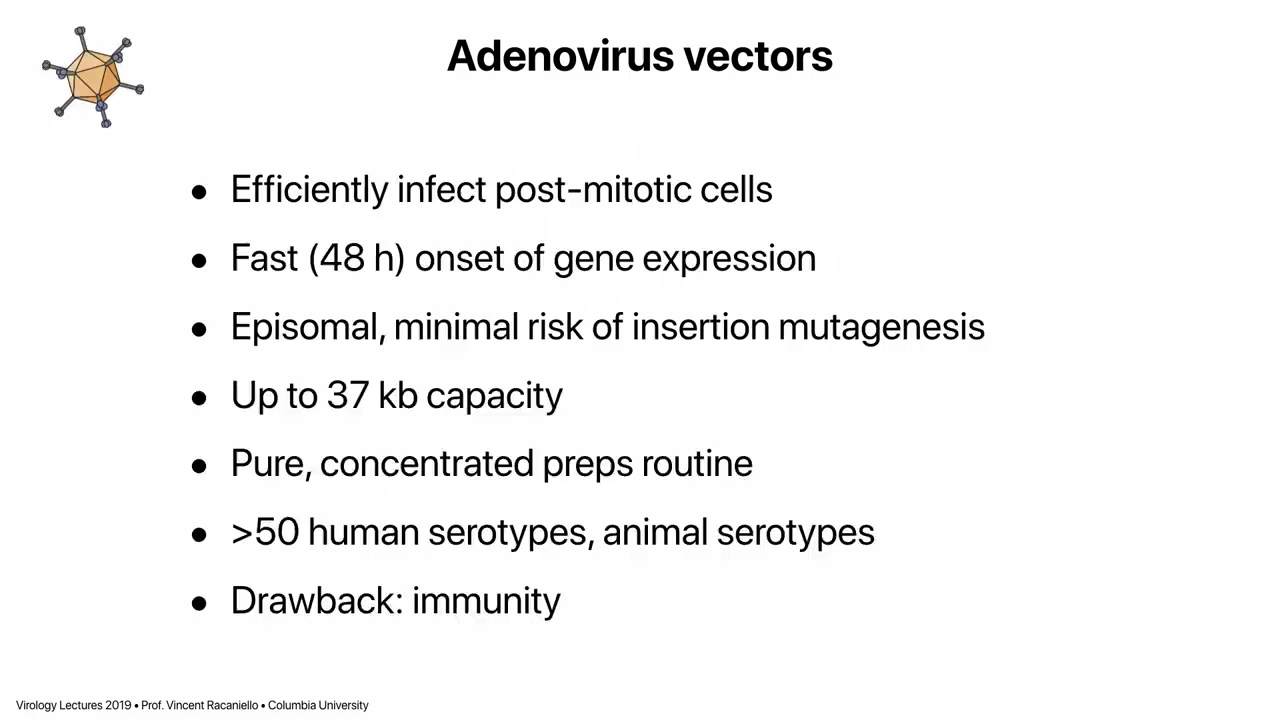 Adenovirus vectors
• Efficiently infect post-mitotic cells
• Fast (48 h) onset of gene expression
• Episomal, minimal risk of insertion mutagenesis
• Up to 37 kb capacity
• Pure, concentrated preps routine
• >50 human serotypes, animal serotypes
• Drawback: immunity
Virology Lectures 2019 • Prof. Vincent Racaniello • Columbia University